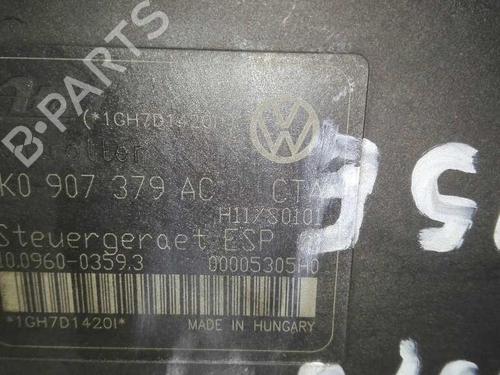 B-PARTS
(*1GH7D1420I*
K0 907 379 AC CTA
H11/S0101
Steuergeraet ESP
10.0960-0359.3 00005305H0
*1GH7D1420I*
MADE IN HUNGARY